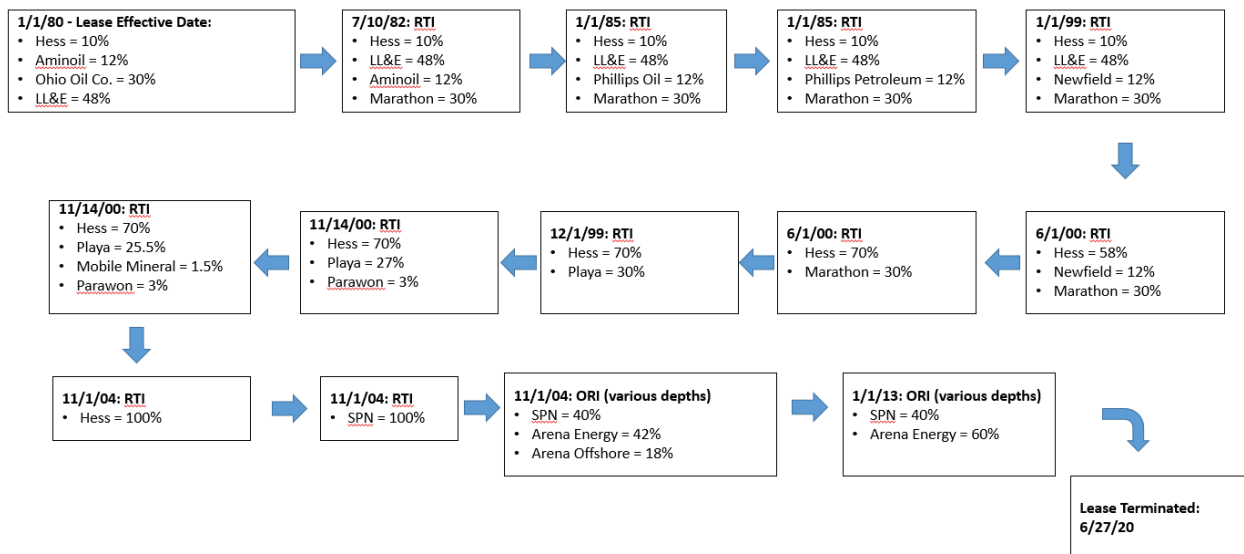 1/1/80 - Lease Effective Date:
• Hess = 10%
• Aminoil = 12%
• Ohio Oil Co. = 30%
• LL&E = 48%
7/10/82: RTI
• Hess = 10%
• LL&E = 48%
• Aminoil = 12%
• Marathon = 30%
1/1/85: RTI
• Hess = 10%
• LL&E = 48%
• Phillips Oil = 12%
• Marathon = 30%
1/1/85: RTI
• Hess = 10%
• LL&E = 48%
• Phillips Petroleum = 12%
• Marathon = 30%
1/1/99: RTI
• Hess = 10%
• LL&E = 48%
• Newfield = 12%
• Marathon = 30%
6/1/00: RTI
• Hess = 58%
• Newfield = 12%
• Marathon = 30%
6/1/00: RTI
• Hess = 70%
• Marathon = 30%
12/1/99: RTI
• Hess = 70%
• Playa = 30%
11/14/00: RTI
• Hess = 70%
• Playa = 27%
• Parawon = 3%
11/14/00: RTI
• Hess = 70%
• Playa = 25.5%
• Mobile Mineral = 1.5%
• Parawon = 3%
11/1/04: RTI
• Hess = 100%
11/1/04: RTI
• SPN = 100%
11/1/04: ORI (various depths)
• SPN = 40%
• Arena Energy = 42%
• Arena Offshore = 18%
1/1/13: ORI (various depths)
• SPN = 40%
• Arena Energy = 60%
Lease Terminated:
6/27/20